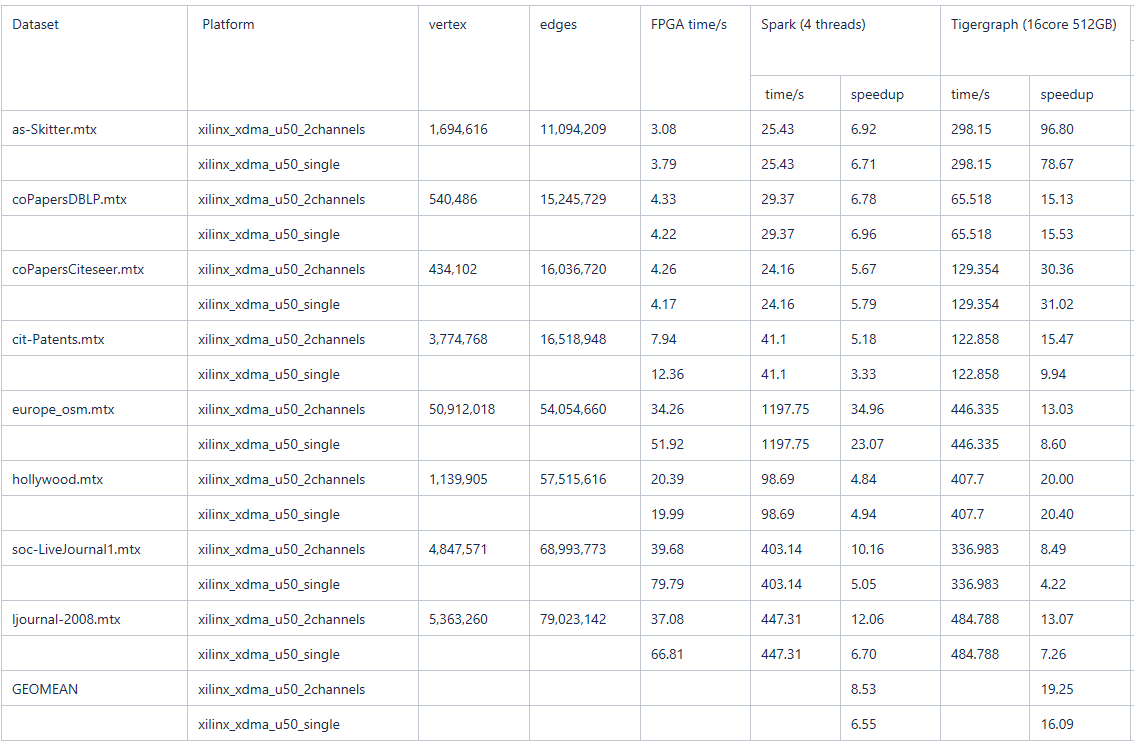 Dataset Platform vertex edges FPGA time/s Spark (4 threads) Tigergraph (16core 512GB)
time/s speedup time/s speedup
as-Skitter.mtx xilinx_xdma_u50_2channels 1,694,616 11,094,209 3.08 25.43 6.92 298.15 96.80
xilinx_xdma_u50_single 3.79 25.43 6.71 298.15 78.67
coPapersDBLP.mtx xilinx_xdma_u50_2channels 540,486 15,245,729 4.33 29.37 6.78 65.518 15.13
xilinx_xdma_u50_single 4.22 29.37 6.96 65.518 15.53
coPapersCiteseer.mtx xilinx_xdma_u50_2channels 434,102 16,036,720 4.26 24.16 5.67 129.354 30.36
xilinx_xdma_u50_single 4.17 24.16 5.79 129.354 31.02
cit-Patents.mtx xilinx_xdma_u50_2channels 3,774,768 16,518,948 7.94 41.1 5.18 122.858 15.47
xilinx_xdma_u50_single 12.36 41.1 3.33 122.858 9.94
europe_osm.mtx xilinx_xdma_u50_2channels 50,912,018 54,054,660 34.26 1197.75 34.96 446.335 13.03
xilinx_xdma_u50_single 51.92 1197.75 23.07 446.335 8.60
hollywood.mtx xilinx_xdma_u50_2channels 1,139,905 57,515,616 20.39 98.69 4.84 407.7 20.00
xilinx_xdma_u50_single 19.99 98.69 4.94 407.7 20.40
soc-LiveJournal1.mtx xilinx_xdma_u50_2channels 4,847,571 68,993,773 39.68 403.14 10.16 336.983 8.49
xilinx_xdma_u50_single 79.79 403.14 5.05 336.983 4.22
ljournal-2008.mtx xilinx_xdma_u50_2channels 5,363,260 79,023,142 37.08 447.31 12.06 484.788 13.07
xilinx_xdma_u50_single 66.81 447.31 6.70 484.788 7.26
GEOMEAN xilinx_xdma_u50_2channels 8.53 19.25
xilinx_xdma_u50_single 6.55 16.09